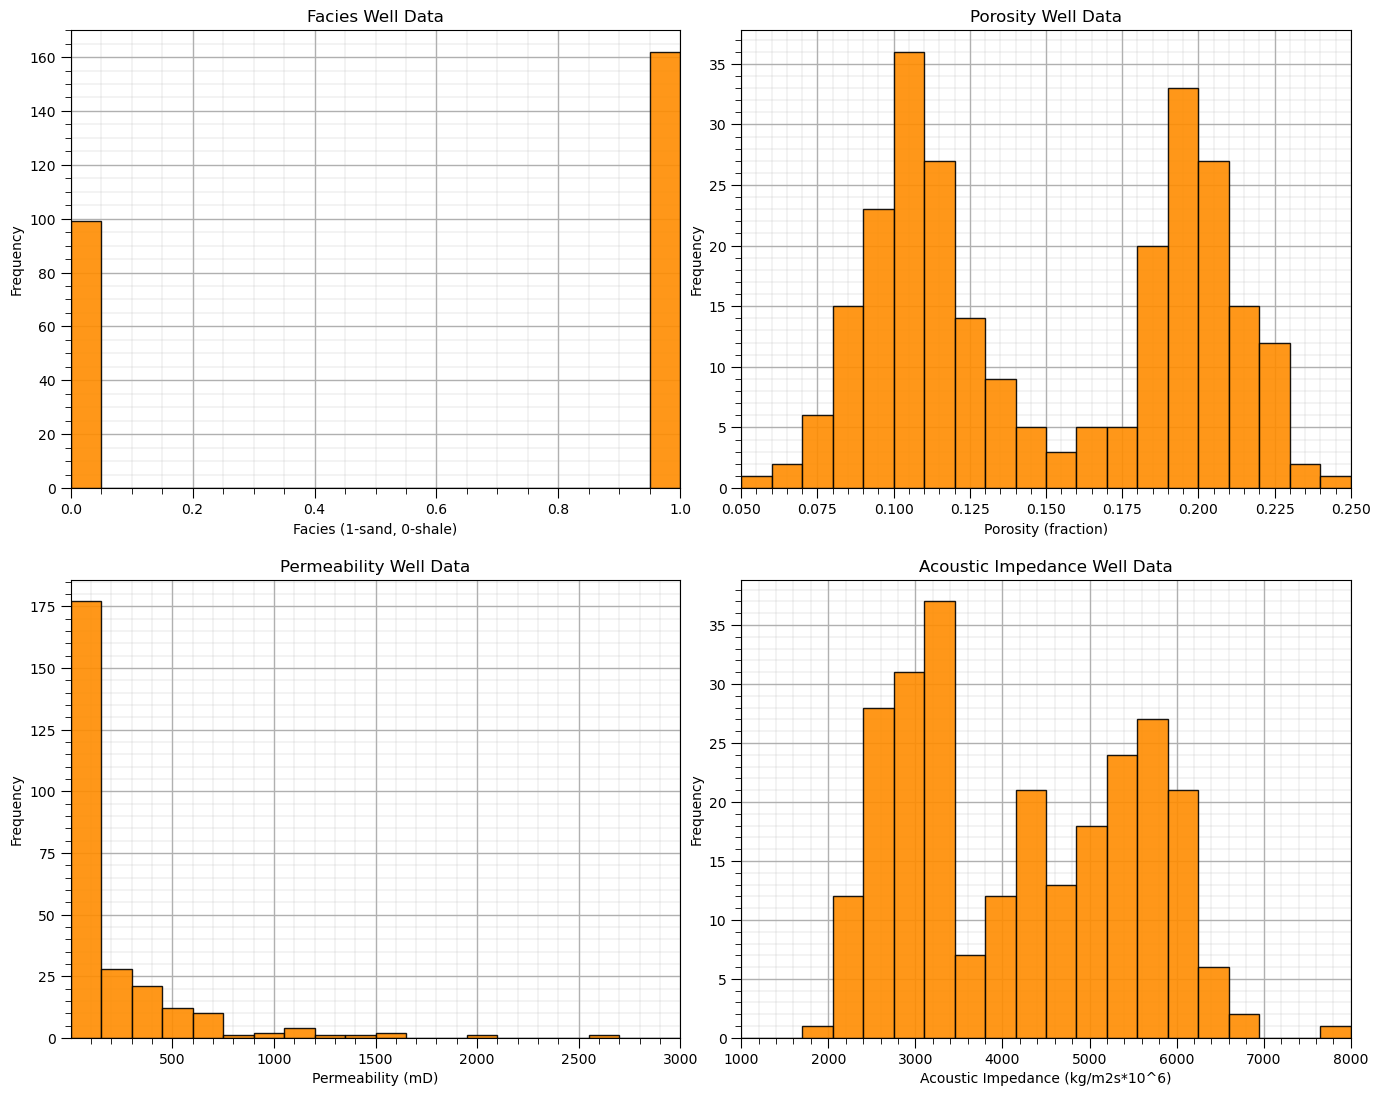 Facies Well Data
Frequency
160
140
120
100
80
60
40
20
0
0.0 0.2 0.4 0.6 0.8 1.0
Facies (1-sand, 0-shale)
Porosity Well Data
Frequency
35
30
25
20
15
10
5
0
0.050 0.075 0.100 0.125 0.150 0.175 0.200 0.225 0.250
Porosity (fraction)
Permeability Well Data
Frequency
175
150
125
100
75
50
25
0
500 1000 1500 2000 2500 3000
Permeability (mD)
Acoustic Impedance Well Data
Frequency
35
30
25
20
15
10
5
0
1000 2000 3000 4000 5000 6000 7000 8000
Acoustic Impedance (kg/m2s*10^6)